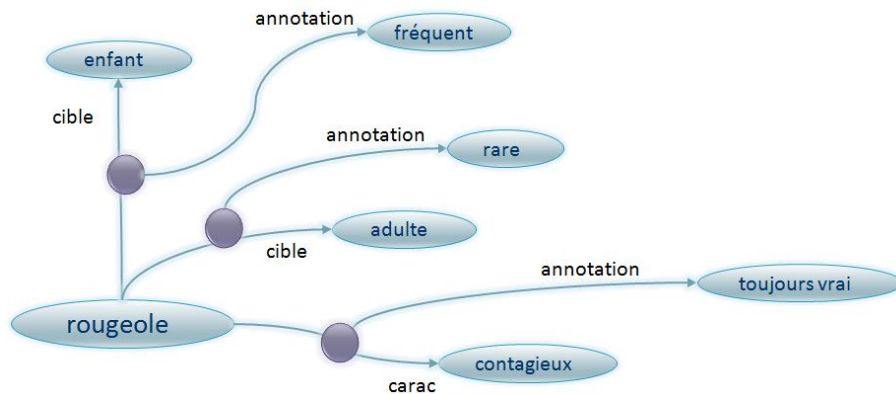 annotation
fréquent
enfant
cible
annotation
rare
adulte
cible
annotation
toujours vrai
rougeole
contagieux
carac